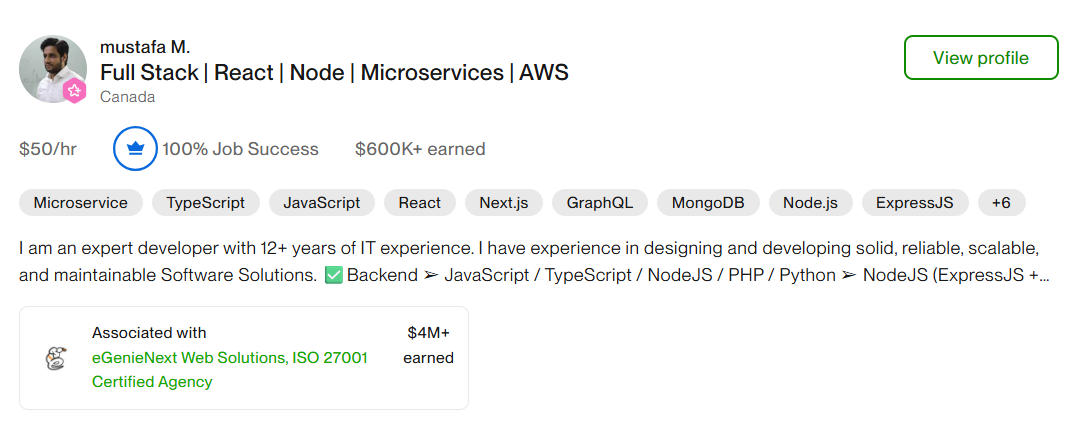 mustafa M.
Full Stack | React | Node | Microservices | AWS
Canada
View profile
$50/hr
100% Job Success
$600K+ earned
Microservice
TypeScript
JavaScript
React
Next.js
GraphQL
MongoDB
Node.js
ExpressJS
+6
I am an expert developer with 12+ years of IT experience. I have experience in designing and developing solid, reliable, scalable,
and maintainable Software Solutions. ✅ Backend ➢ JavaScript / TypeScript / NodeJS / PHP / Python ➢ NodeJS (ExpressJS +...
Associated with
eGenieNext Web Solutions, ISO 27001
Certified Agency
$4M+
earned